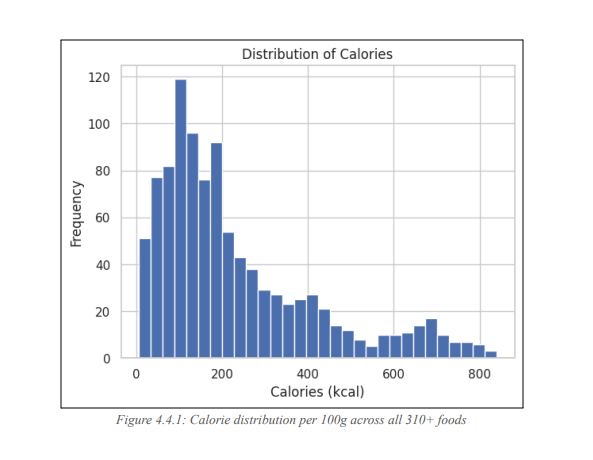 Distribution of Calories
120
100
80
60
40
20
0
Frequency
0 200 400 600 800
Calories (kcal)
Figure 4.4.1: Calorie distribution per 100g across all 310+ foods